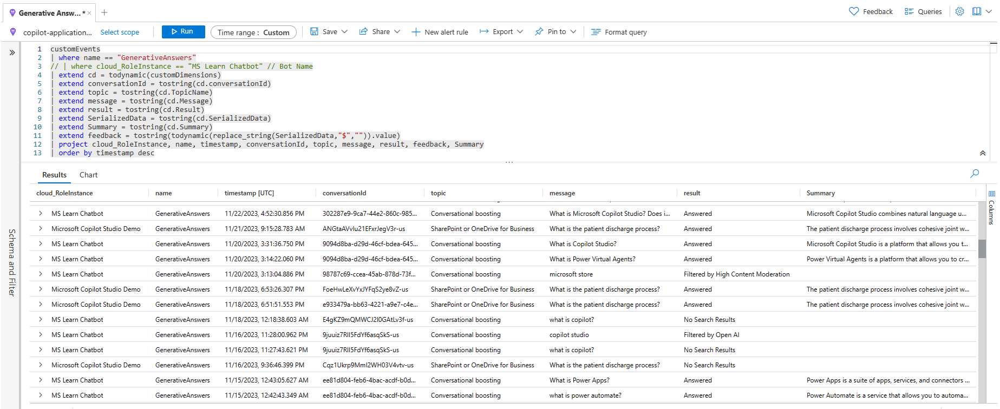 Generative Answ... *
Feedback Queries
copilot-application... Select scope Run Time range : Custom Save Share New alert rule Export Pin to Format query
1 customEvents
2 | where name == "GenerativeAnswers"
3 // | where cloud_RoleInstance == "MS Learn Chatbot" // Bot Name
4 | extend cd = todynamic(customDimensions)
5 | extend conversationId = tostring(cd.conversationId)
6 | extend topic = tostring(cd.TopicName)
7 | extend message = tostring(cd.Message)
8 | extend result = tostring(cd.Result)
9 | extend SerializedData = tostring(cd.SerializedData)
10 | extend Summary = tostring(cd.Summary)
11 | extend feedback = tostring(todynamic(replace_string(SerializedData,"$","")).value)
12 | project cloud_RoleInstance, name, timestamp, conversationId, topic, message, result, feedback, Summary
13 | order by timestamp desc
Schema and Filter
Results Chart
cloud_RoleInstance name timestamp [UTC] conversationId topic message result Summary
MS Learn Chatbot GenerativeAnswers 11/22/2023, 4:52:30.856 PM 302287e9-9ca7-44e2-860c-985... Conversational boosting What is Microsoft Copilot Studio? Does i... Answered Microsoft Copilot Studio combines natural language u...
Microsoft Copilot Studio Demo GenerativeAnswers 11/21/2023, 9:15:28.783 AM ANGtaAVvlu21EFxrJegV3r-us SharePoint or OneDrive for Business What is the patient discharge process? Answered The patient discharge process involves cohesive joint w...
MS Learn Chatbot GenerativeAnswers 11/20/2023, 3:31:36.750 PM 9094d8ba-d29d-46cf-bdea-645... Conversational boosting What is Copilot Studio? Answered Microsoft Copilot Studio is a platform that allows you t...
MS Learn Chatbot GenerativeAnswers 11/20/2023, 3:14:22.060 PM 9094d8ba-d29d-46cf-bdea-645... Conversational boosting What is Power Virtual Agents? Answered Power Virtual Agents is a platform that allows you to cr...
MS Learn Chatbot GenerativeAnswers 11/20/2023, 3:13:04.886 PM 98787c69-ccea-45ab-878d-73f... Conversational boosting microsoft store Filtered by High Content Moderation
Microsoft Copilot Studio Demo GenerativeAnswers 11/18/2023, 6:53:26.307 PM FoeHwLeXvYxJYFqS2ye8vZ-us SharePoint or OneDrive for Business What is the patient discharge process? Answered The patient discharge process involves cohesive joint w...
Microsoft Copilot Studio Demo GenerativeAnswers 11/18/2023, 6:51:51.553 PM e933479a-bb63-4221-a9e7-c4e... SharePoint or OneDrive for Business What is the patient discharge process? Answered The patient discharge process involves cohesive joint w...
MS Learn Chatbot GenerativeAnswers 11/18/2023, 12:18:38.603 AM E4gKZ9mQMWCJ2I0GAtLv3f-us Conversational boosting what is copilot? No Search Results
MS Learn Chatbot GenerativeAnswers 11/16/2023, 11:28:00.962 PM 9juuiz7RII5FdYf6asqSkS-us Conversational boosting copilot studio Filtered by Open AI
MS Learn Chatbot GenerativeAnswers 11/16/2023, 11:27:43.621 PM 9juuiz7RII5FdYf6asqSkS-us Conversational boosting what is copilot? No Search Results
Microsoft Copilot Studio Demo GenerativeAnswers 11/16/2023, 9:36:46.399 PM Cqz1Ukrp9MmI2WH03V4vtv-us SharePoint or OneDrive for Business What is the patient discharge process? No Search Results
MS Learn Chatbot GenerativeAnswers 11/15/2023, 12:43:05.627 AM ee81d804-feb6-4bac-acdf-b0d... Conversational boosting What is Power Apps? Answered Power Apps is a suite of apps, services, and connectors ...
MS Learn Chatbot GenerativeAnswers 11/15/2023, 12:42:43.349 AM ee81d804-feb6-4bac-acdf-b0d... Conversational boosting what is power automate? Answered Power Automate is a service that allows you to automa...
Columns